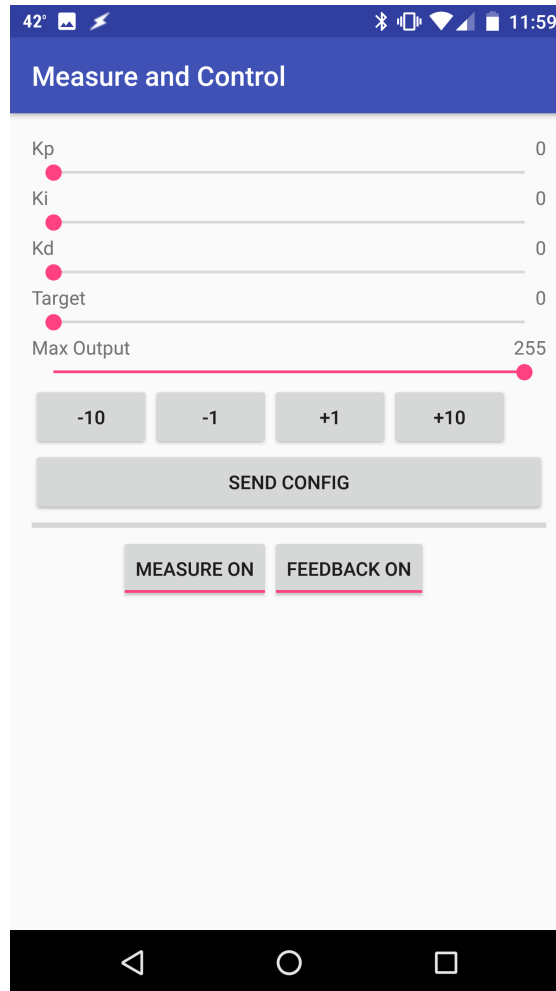 42° 11:59
Measure and Control
Kp 0
Ki 0
Kd 0
Target 0
Max Output 255
-10 -1 +1 +10
SEND CONFIG
MEASURE ON FEEDBACK ON